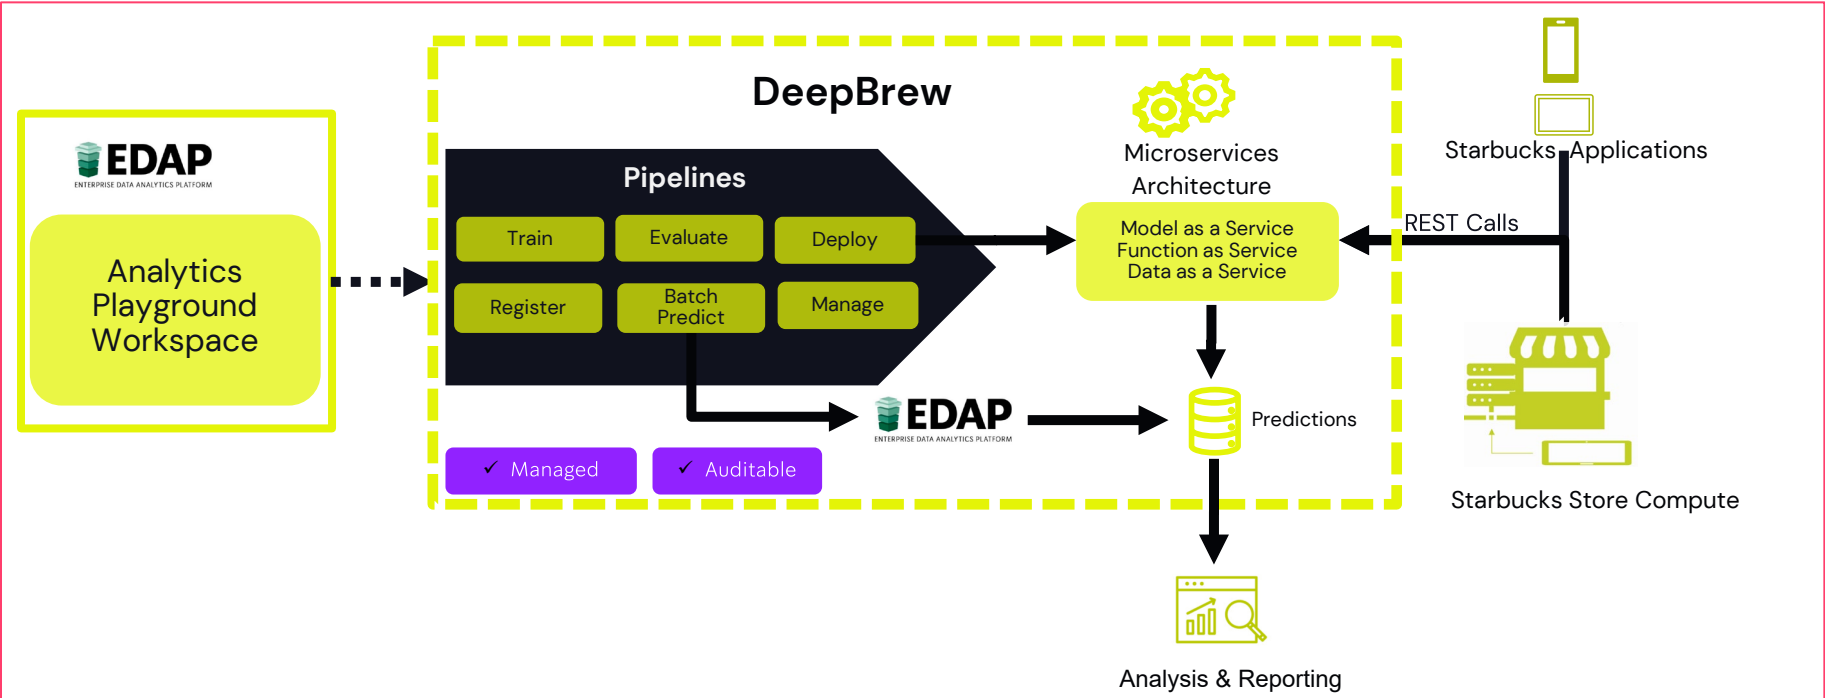 EDAP
ENTERPRISE DATA ANALYTICS PLATFORM
Analytics
Playground
Workspace
DeepBrew
Pipelines
Train
Evaluate
Deploy
Register
Batch
Predict
Manage
Microservices
Architecture
Model as a Service
Function as Service
Data as a Service
EDAP
ENTERPRISE DATA ANALYTICS PLATFORM
Predictions
✓ Managed
✓ Auditable
Starbucks Applications
REST Calls
Starbucks Store Compute
Analysis & Reporting